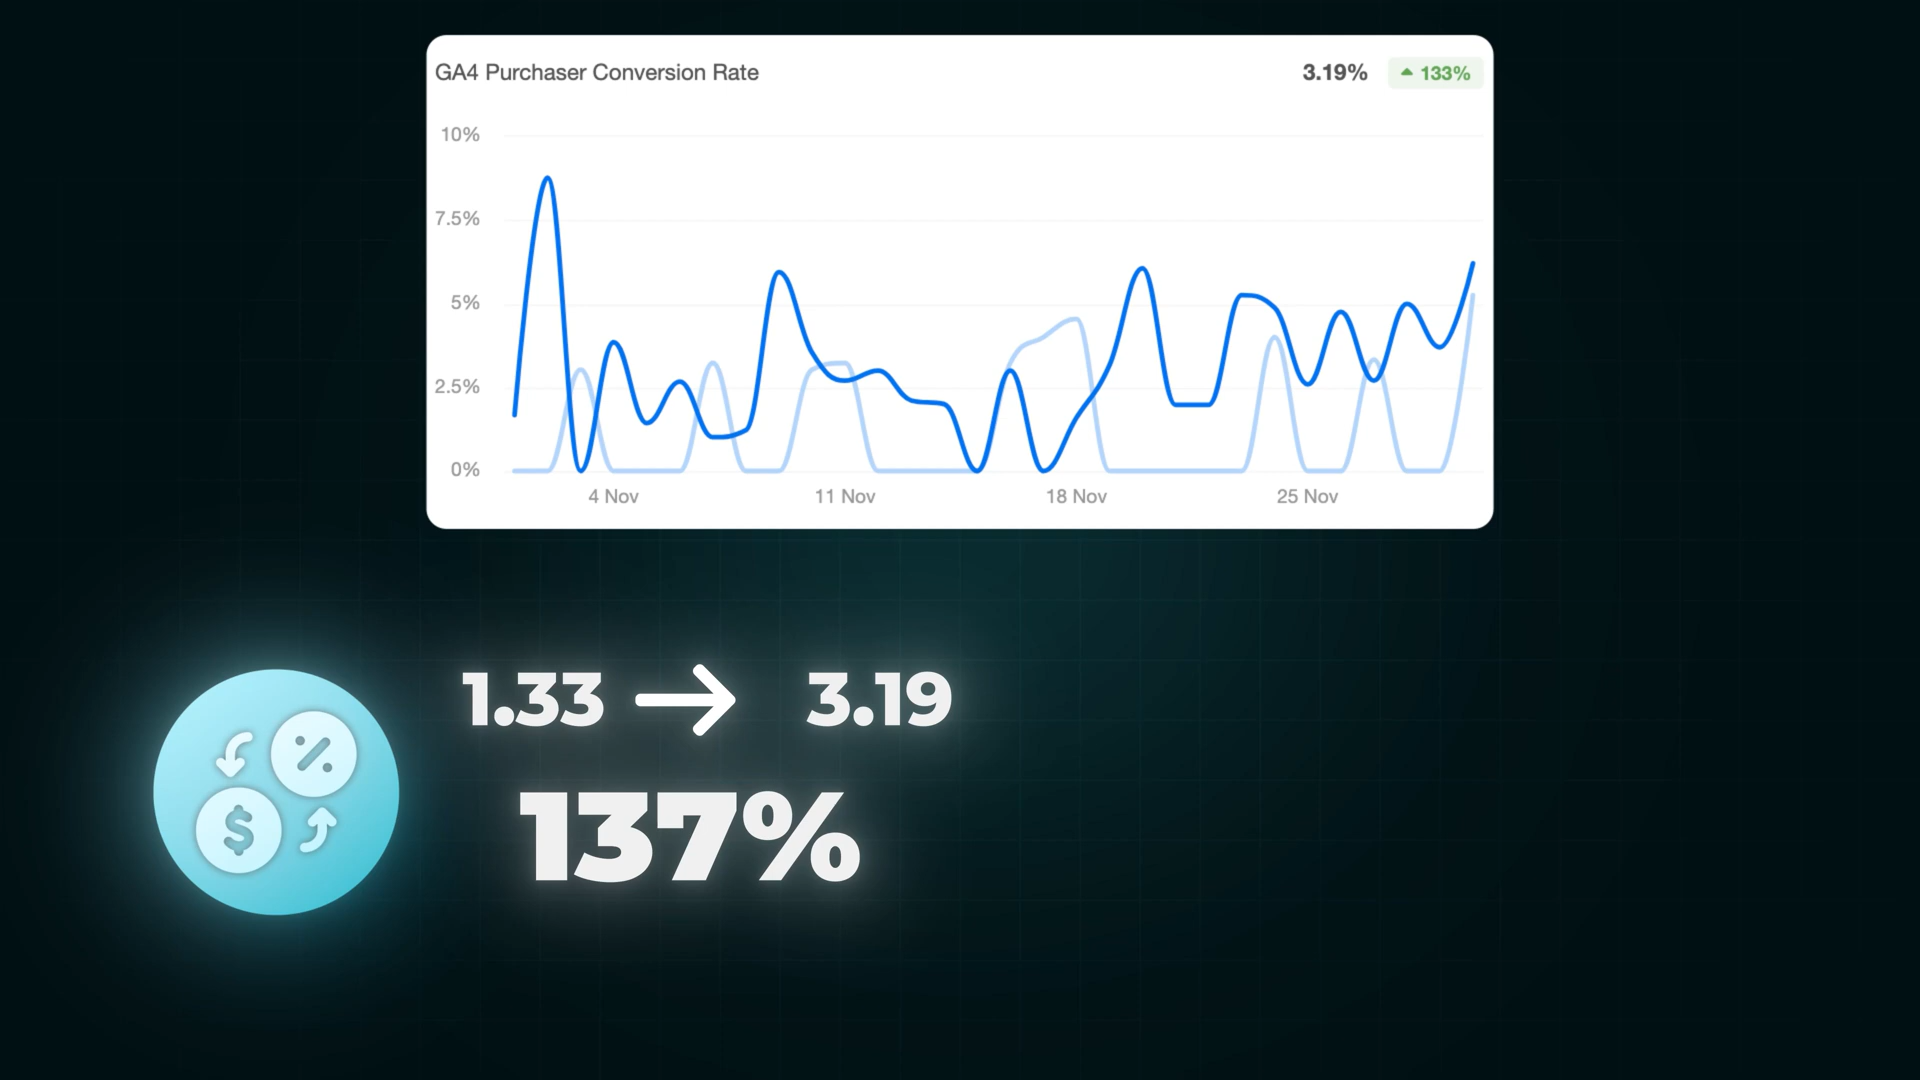 GA4 Purchaser Conversion Rate 3.19% ▲ 133%
10%
7.5%
5%
2.5%
0%
4 Nov 11 Nov 18 Nov 25 Nov
1.33 → 3.19
137%
% 
$